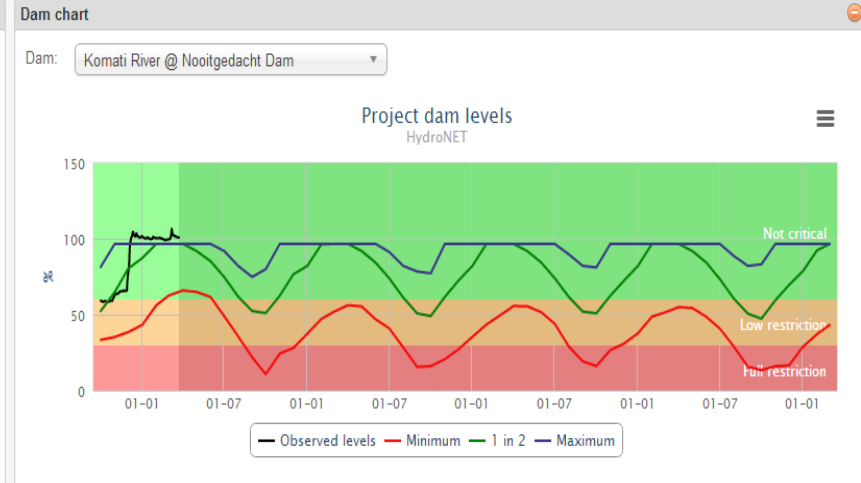 Dam chart
Dam:
Komati River @ Nooitgedacht Dam
Project dam levels
HydroNET
150
100
50
0
%
Not critical
Low restriction
Full restriction
01-01
01-07
01-01
01-07
01-01
01-07
01-01
01-07
01-01
Observed levels
Minimum
1 in 2
Maximum